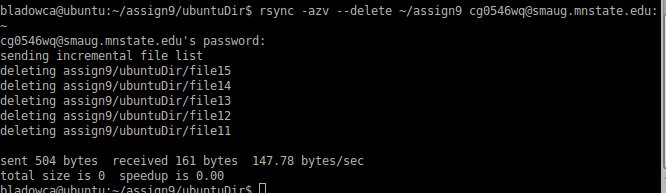 bladowca@ubuntu:~/assign9/ubuntuDir$ rsync -azv --delete ~/assign9 cg0546wq@smaug.mnstate.edu:
~
cg0546wq@smaug.mnstate.edu's password:
sending incremental file list
deleting assign9/ubuntuDir/file15
deleting assign9/ubuntuDir/file14
deleting assign9/ubuntuDir/file13
deleting assign9/ubuntuDir/file12
deleting assign9/ubuntuDir/file11

sent 504 bytes  received 161 bytes  147.78 bytes/sec
total size is 0  speedup is 0.00
bladowca@ubuntu:~/assign9/ubuntuDir$